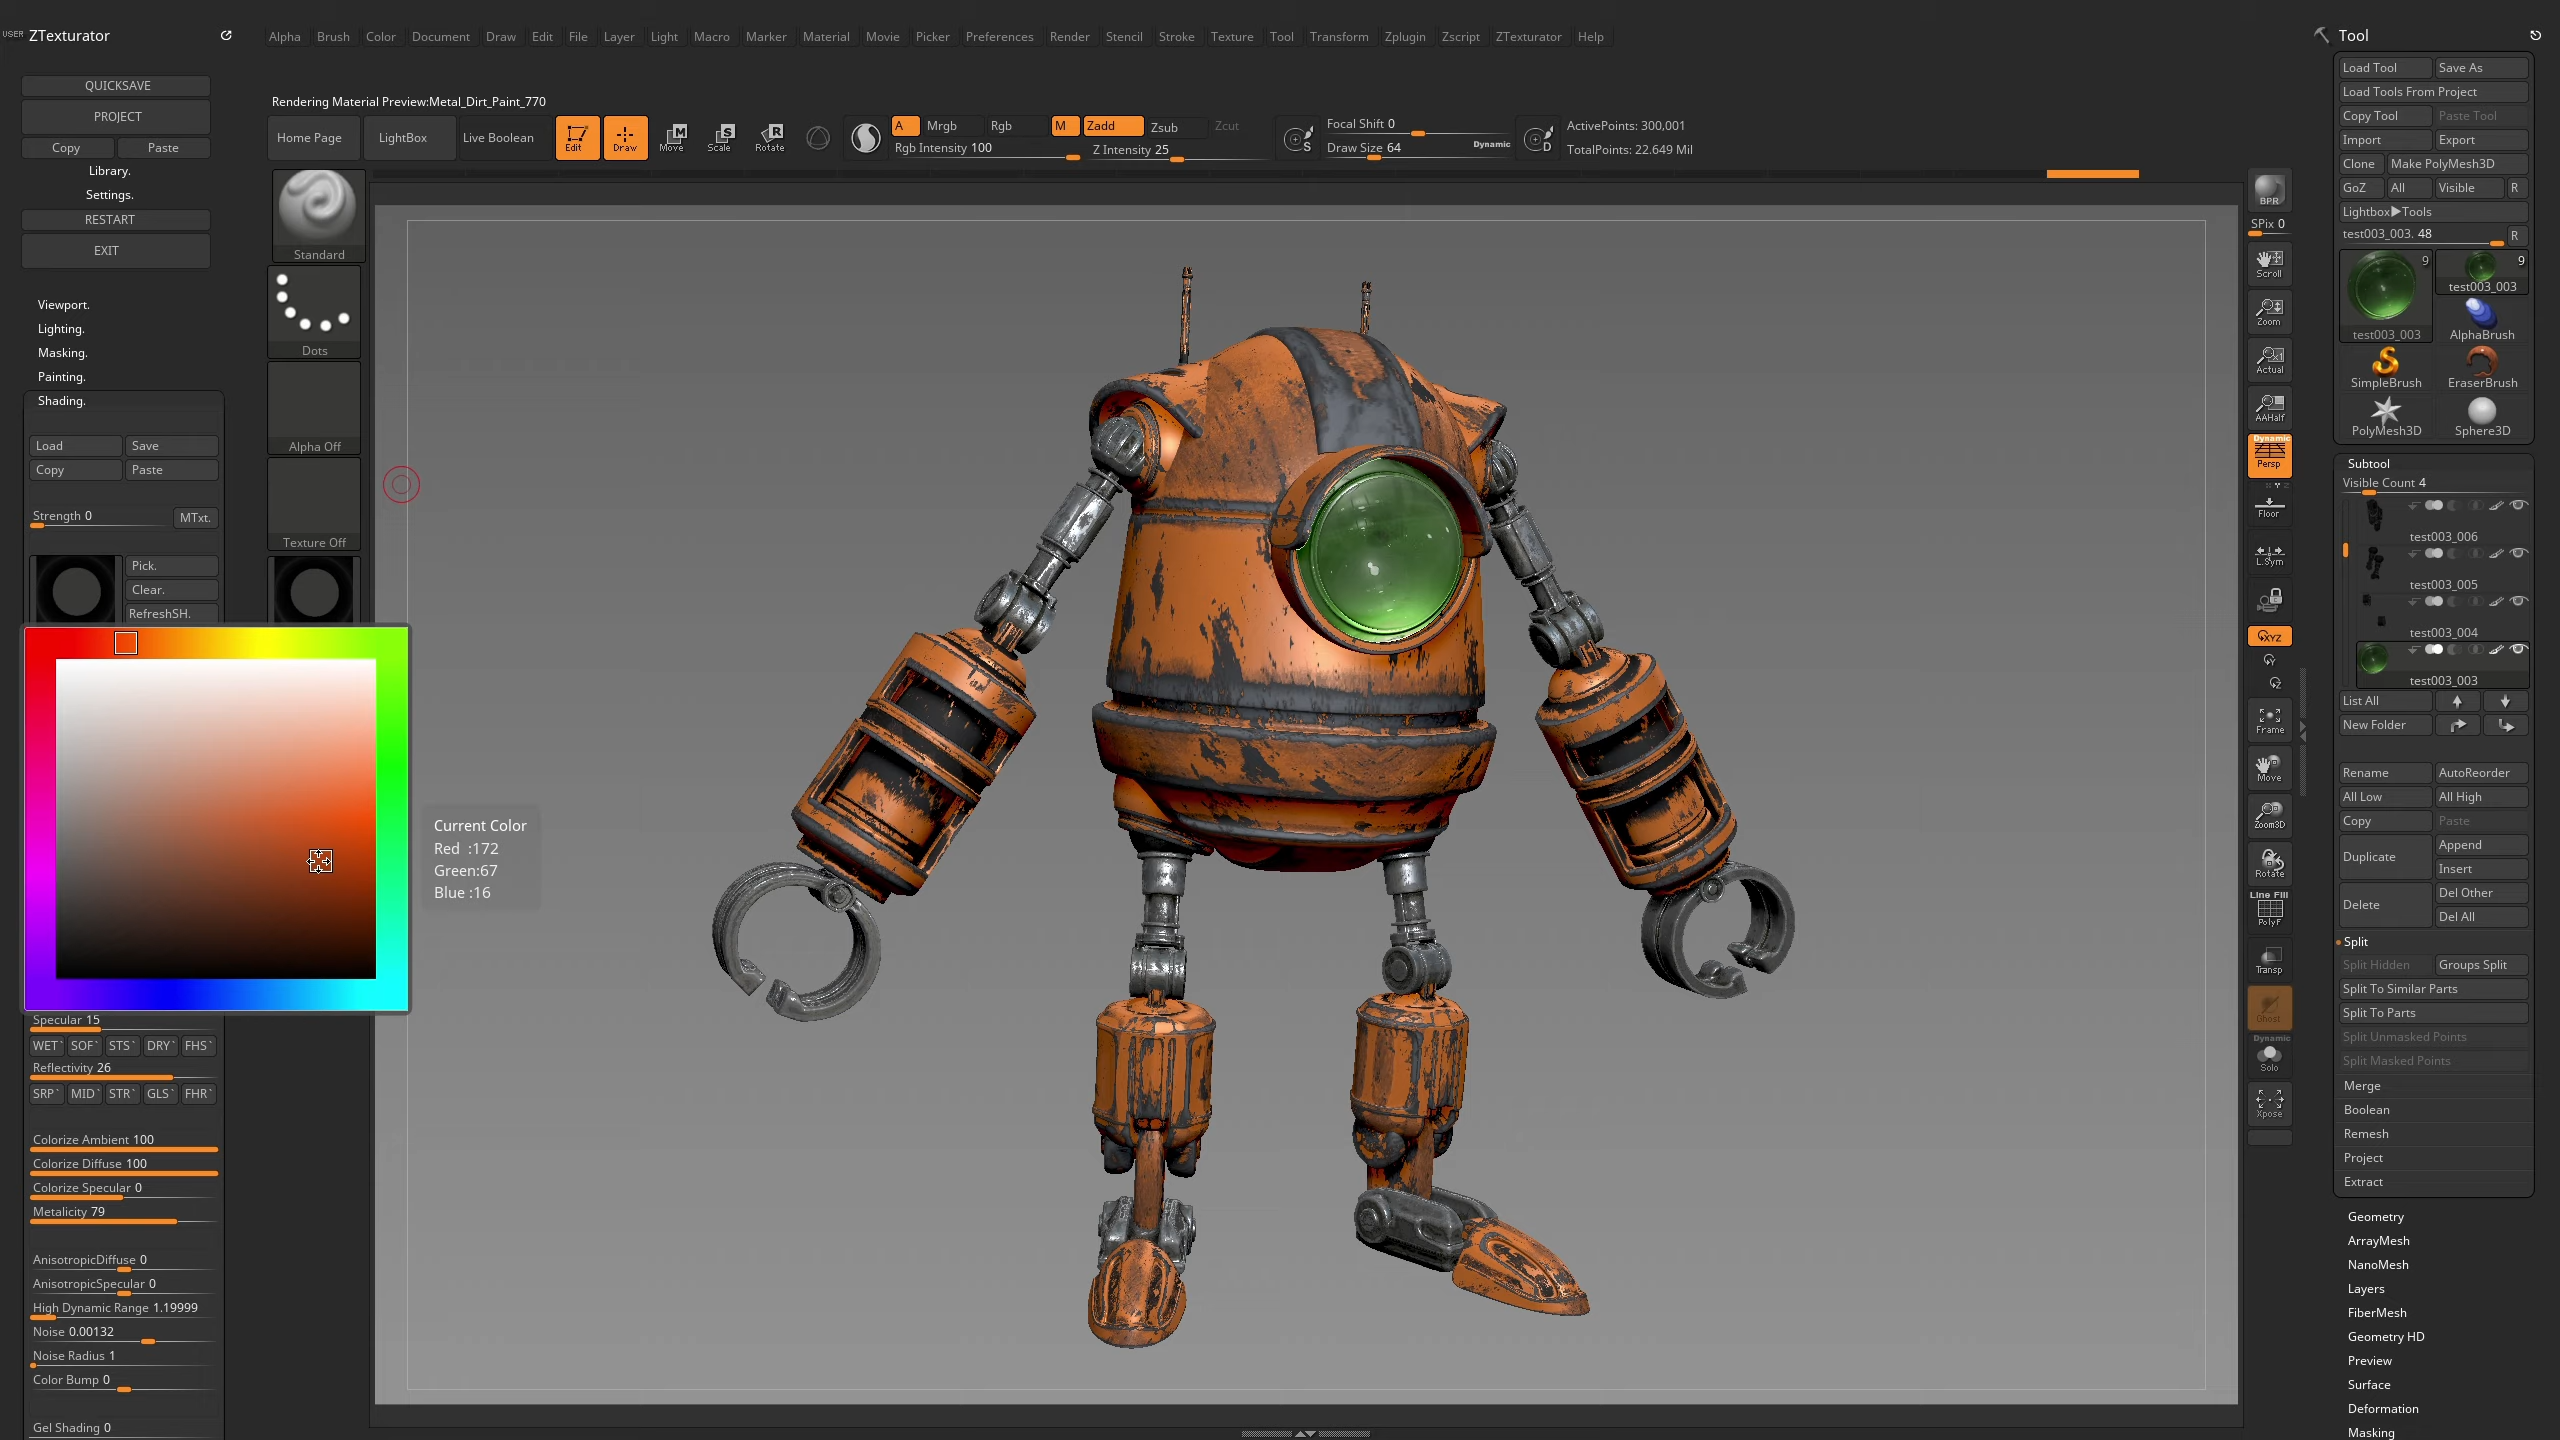 USER ZTexturator
Alpha Brush Color Document Draw Edit File Layer Light Macro Marker Material Movie Picker Preferences Render Stencil Stroke Texture Tool Transform Zplugin Zscript ZTexturator Help
Rendering Material Preview:Metal_Dirt_Paint_770
Home Page
LightBox
Live Boolean
Edit
Draw
M
Move
S
Scale
R
Rotate
A Mrgb Rgb M Zadd Zsub Zcut
Rgb Intensity 100
Z Intensity 25
S
Focal Shift 0
Draw Size 64
Dynamic
D
ActivePoints: 300,001
TotalPoints: 22.649 Mil
QUICKSAVE
PROJECT
Copy Paste
Library.
Settings.
RESTART
EXIT
Viewport.
Lighting.
Masking.
Painting.
Shading.
Load Save
Copy Paste
Strength 0
MTxt.
Pick.
Clear.
RefreshSH.
Standard
Dots
Alpha Off
Texture Off
Current Color
Red :172
Green:67
Blue :16
Specular 15
WET` SOF` STS` DRY` FHS`
Reflectivity 26
SRP` MID` STR` GLS` FHR`
Colorize Ambient 100
Colorize Diffuse 100
Colorize Specular 0
Metalicity 79
AnisotropicDiffuse 0
AnisotropicSpecular 0
High Dynamic Range 1.19999
Noise 0.00132
Noise Radius 1
Color Bump 0
Gel Shading 0
BPR
SPix 0
Scroll
Zoom
Actual
AAHalf
Dynamic
Persp
Floor
L.Sym
XYZ
Y
Z
Frame
Move
Zoom3D
Rotate
Line Fill
PolyF
Transp
Ghost
Dynamic
Solo
Xpose
Tool
Load Tool Save As
Load Tools From Project
Copy Tool Paste Tool
Import Export
Clone Make PolyMesh3D
GoZ All Visible R
Lightbox▶Tools
test003_003. 48 R
9
test003_003
9
test003_003
AlphaBrush
SimpleBrush
EraserBrush
PolyMesh3D
Sphere3D
Subtool
Visible Count 4
test003_006
test003_005
test003_004
test003_003
List All
New Folder
Rename AutoReorder
All Low All High
Copy Paste
Duplicate
Append
Insert
Delete
Del Other
Del All
Split
Split Hidden Groups Split
Split To Similar Parts
Split To Parts
Split Unmasked Points
Split Masked Points
Merge
Boolean
Remesh
Project
Extract
Geometry
ArrayMesh
NanoMesh
Layers
FiberMesh
Geometry HD
Preview
Surface
Deformation
Masking